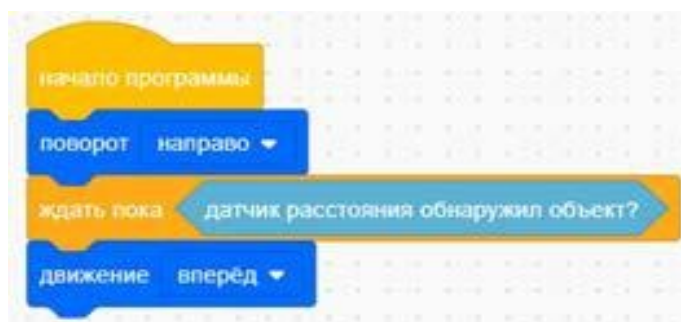 начало программы
поворот направо
ждать пока датчик расстояния обнаружил объект?
движение вперёд